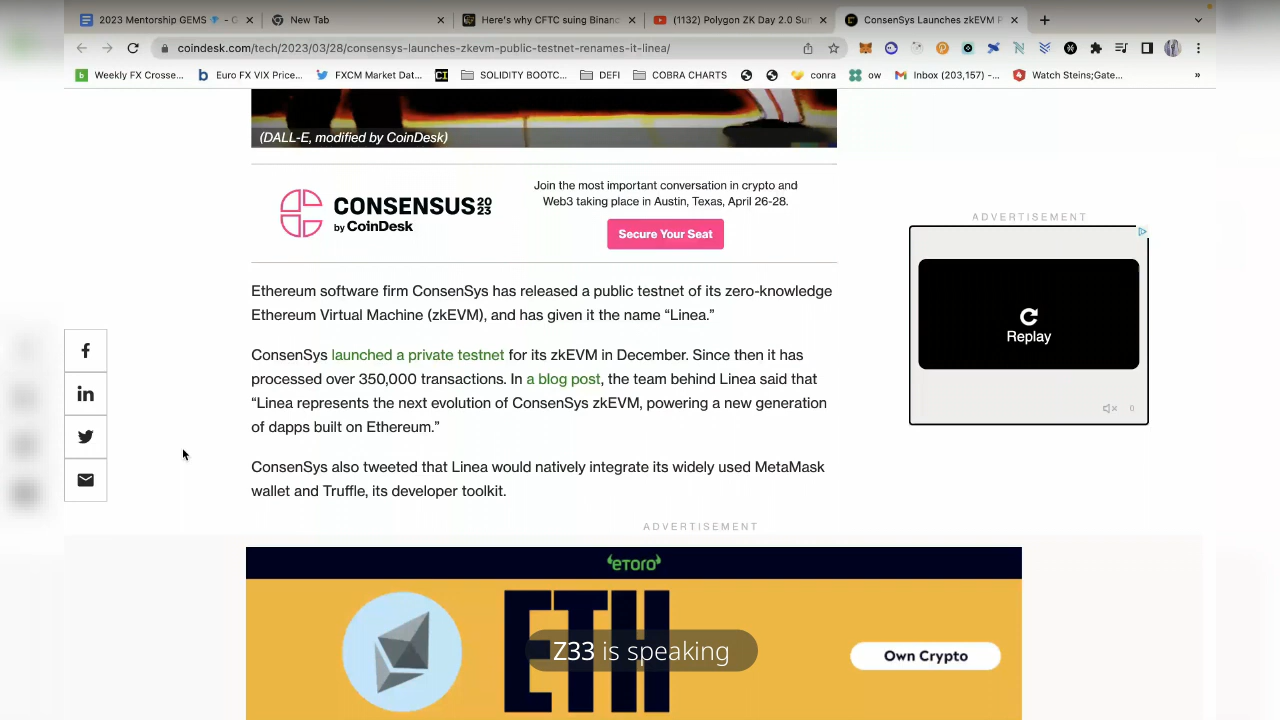 2023 Mentorship GEMS
New Tab
Here's why CFTC suing Binanc
(1132) Polygon ZK Day 2.0 Sun
ConsenSys Launches zkEVM P
coindesk.com/tech/2023/03/28/consensys-launches-zkevm-public-testnet-renames-it-linea/
Weekly FX Crosse...
Euro FX VIX Price...
FXCM Market Dat...
SOLIDITY BOOTC...
DEFI
COBRA CHARTS
conra
ow
Inbox (203,157) -...
Watch Steins;Gate...
»
(DALL-E, modified by CoinDesk)
CONSENSUS 2023
by CoinDesk
Join the most important conversation in crypto and
Web3 taking place in Austin, Texas, April 26-28.
Secure Your Seat
ADVERTISEMENT
Replay
0
Ethereum software firm ConsenSys has released a public testnet of its zero-knowledge
Ethereum Virtual Machine (zkEVM), and has given it the name “Linea.”
ConsenSys launched a private testnet for its zkEVM in December. Since then it has
processed over 350,000 transactions. In a blog post, the team behind Linea said that
“Linea represents the next evolution of ConsenSys zkEVM, powering a new generation
of dapps built on Ethereum.”
ConsenSys also tweeted that Linea would natively integrate its widely used MetaMask
wallet and Truffle, its developer toolkit.
ADVERTISEMENT
eTORO
ETH
Z33 is speaking
Own Crypto